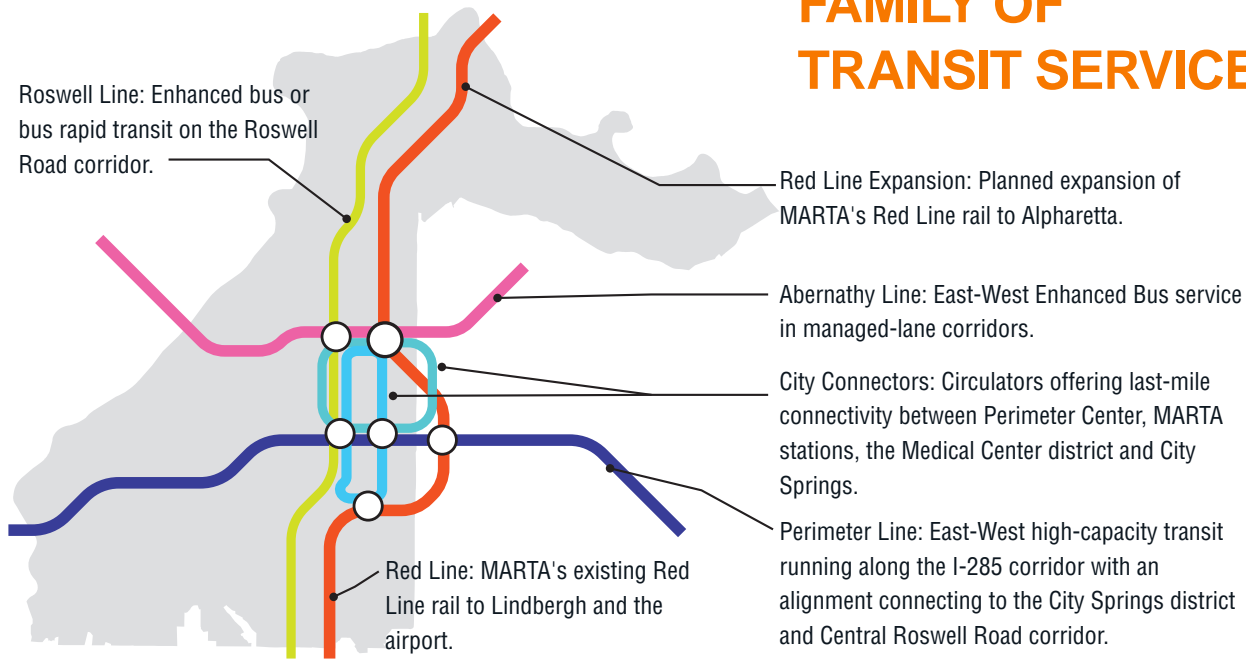 FAMILY OF
TRANSIT SERVICE
Roswell Line: Enhanced bus or
bus rapid transit on the Roswell
Road corridor.
Red Line Expansion: Planned expansion of
MARTA's Red Line rail to Alpharetta.
Abernathy Line: East-West Enhanced Bus service
in managed-lane corridors.
City Connectors: Circulators offering last-mile
connectivity between Perimeter Center, MARTA
stations, the Medical Center district and City
Springs.
Perimeter Line: East-West high-capacity transit
running along the I-285 corridor with an
alignment connecting to the City Springs district
and Central Roswell Road corridor.
Red Line: MARTA's existing Red
Line rail to Lindbergh and the
airport.